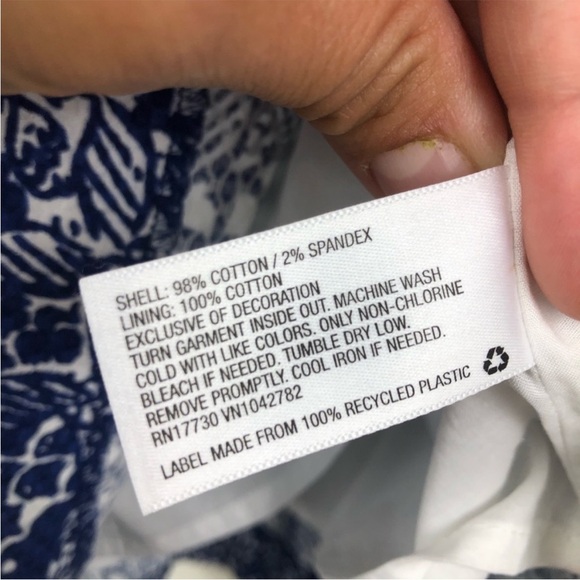 SHELL: 98% COTTON / 2% SPANDEX
LINING: 100% COTTON
EXCLUSIVE OF DECORATION
TURN GARMENT INSIDE OUT. MACHINE WASH
COLD WITH LIKE COLORS. ONLY NON-CHLORINE
BLEACH IF NEEDED. TUMBLE DRY LOW.
REMOVE PROMPTLY. COOL IRON IF NEEDED.
RN17730 VN1042782
LABEL MADE FROM 100% RECYCLED PLASTIC